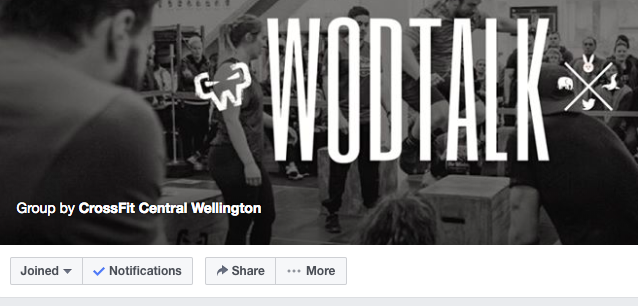 WODTALK
Group by CrossFit Central Wellington
Joined
Notifications
Share
More